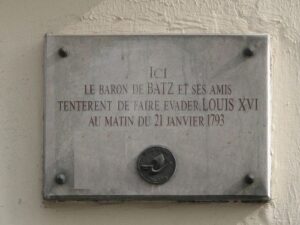 ICI
LE BARON DE BATZ ET SES AMIS
TENTERENT DE FAIRE EVADER, LOUIS XVI
AU MATIN DU 21 JANVIER 1793